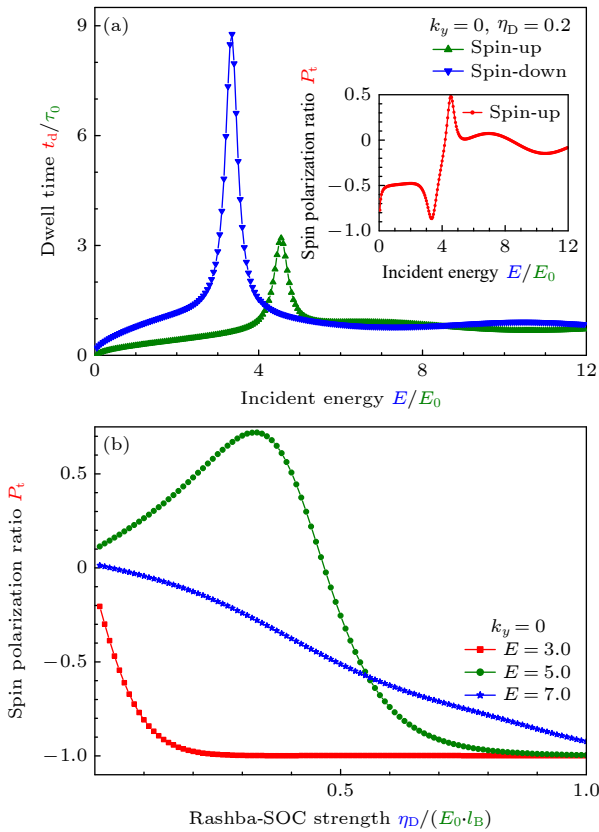 (a)
k_y = 0, η_D = 0.2
Spin-up
Spin-down
Dwell time t_d/τ_0
9
6
3
0
0
4
8
12
Incident energy E/E_0
Spin polarization ratio P_t
0.5
0
−0.5
−1.0
Spin-up
0
4
8
12
Incident energy E/E_0
(b)
Spin polarization ratio P_t
0.5
0
−0.5
−1.0
k_y = 0
E = 3.0
E = 5.0
E = 7.0
0.5
1.0
Rashba-SOC strength η_D/(E_0·l_B)